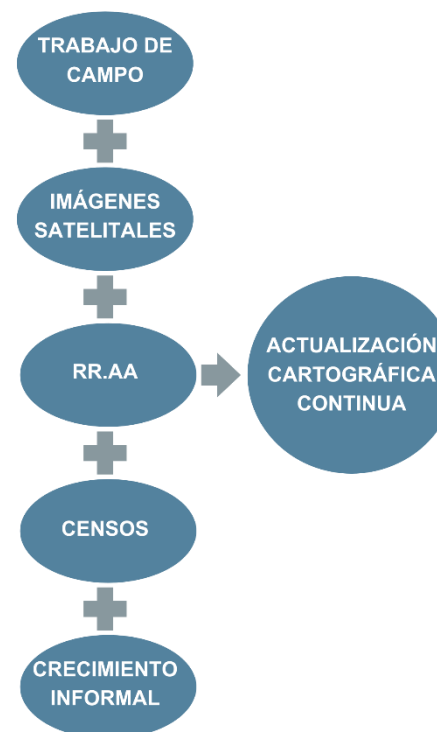 TRABAJO DE
CAMPO
IMÁGENES
SATELITALES
RR.AA
ACTUALIZACIÓN
CARTOGRÁFICA
CONTINUA
CENSOS
CRECIMIENTO
INFORMAL